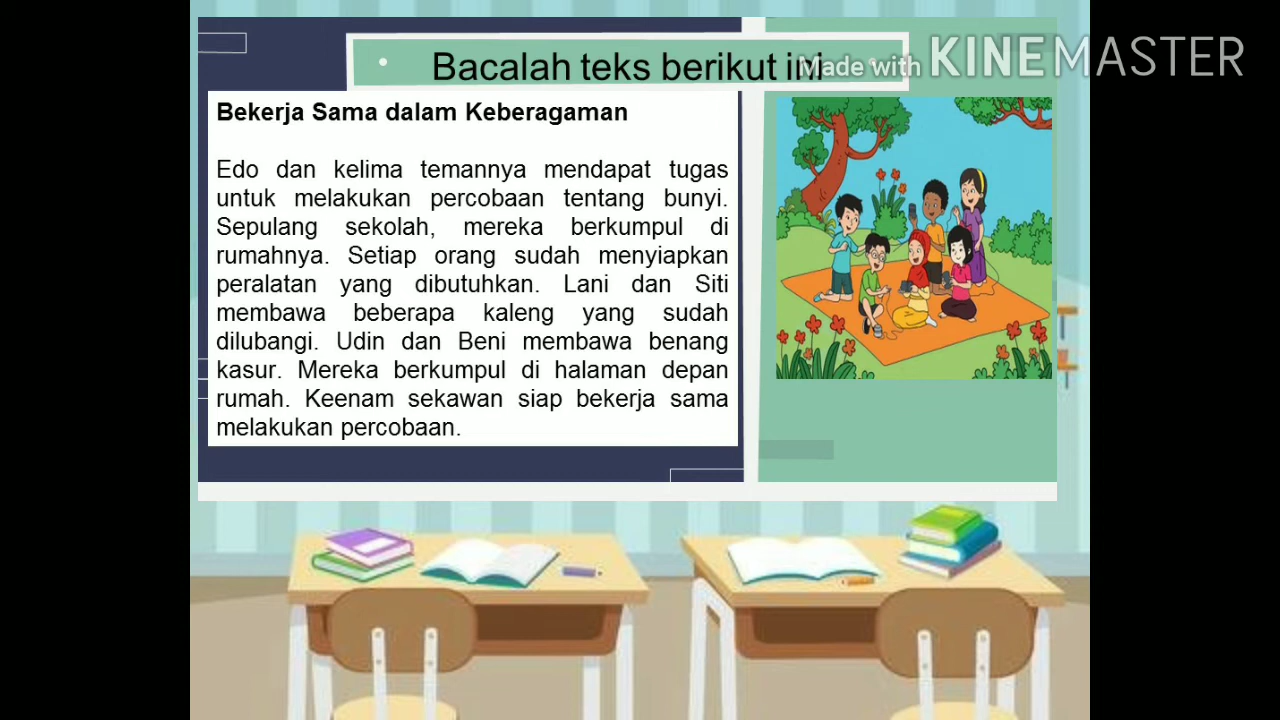 • Bacalah teks berikut ini
Made with KINEMASTER
Bekerja Sama dalam Keberagaman
Edo dan kelima temannya mendapat tugas
untuk melakukan percobaan tentang bunyi.
Sepulang sekolah, mereka berkumpul di
rumahnya. Setiap orang sudah menyiapkan
peralatan yang dibutuhkan. Lani dan Siti
membawa beberapa kaleng yang sudah
dilubangi. Udin dan Beni membawa benang
kasur. Mereka berkumpul di halaman depan
rumah. Keenam sekawan siap bekerja sama
melakukan percobaan.